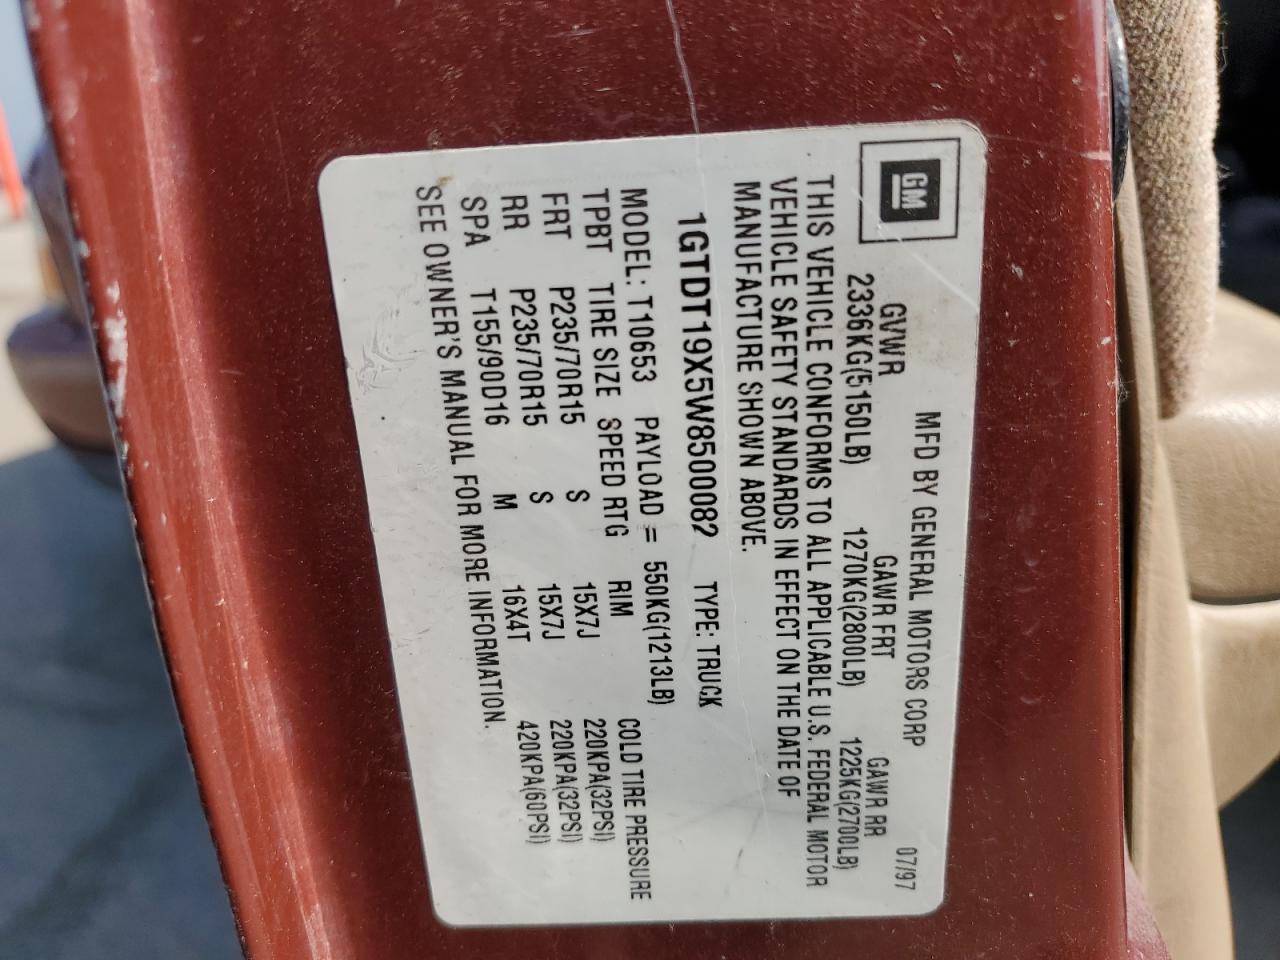 GM
MFD BY GENERAL MOTORS CORP 07/97
GVWR GAWR FRT GAWR RR
2336KG(5150LB) 1270KG(2800LB) 1225KG(2700LB)
THIS VEHICLE CONFORMS TO ALL APPLICABLE U.S. FEDERAL MOTOR
VEHICLE SAFETY STANDARDS IN EFFECT ON THE DATE OF
MANUFACTURE SHOWN ABOVE.
1GTDT19X5W8500082 TYPE: TRUCK
MODEL: T10653 PAYLOAD = 550KG(1213LB)
TPBT TIRE SIZE SPEED RTG RIM COLD TIRE PRESSURE
FRT P235/70R15 S 15X7J 220KPA(32PSI)
RR P235/70R15 S 15X7J 220KPA(32PSI)
SPA T155/90D16 M 16X4T 420KPA(60PSI)
SEE OWNER'S MANUAL FOR MORE INFORMATION.